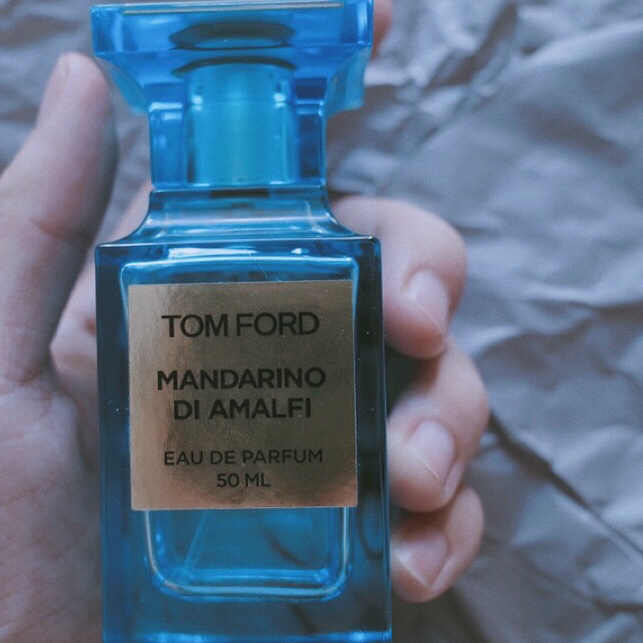 TOM FORD
MANDARINO
DI AMALFI
EAU DE PARFUM
50 ML